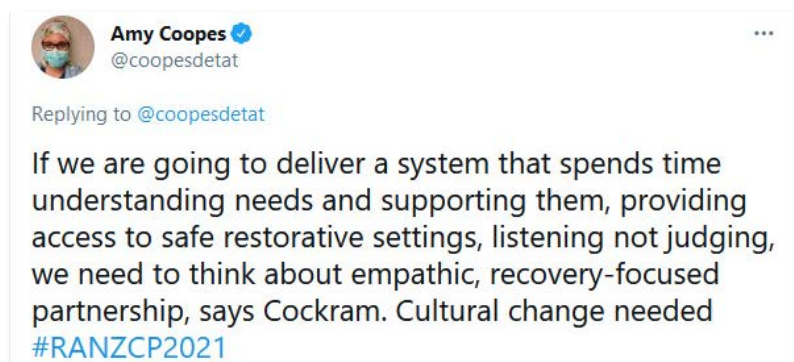 Amy Coopes
@coopesdetat
Replying to @coopesdetat
If we are going to deliver a system that spends time
understanding needs and supporting them, providing
access to safe restorative settings, listening not judging,
we need to think about empathic, recovery-focused
partnership, says Cockram. Cultural change needed
#RANZCP2021